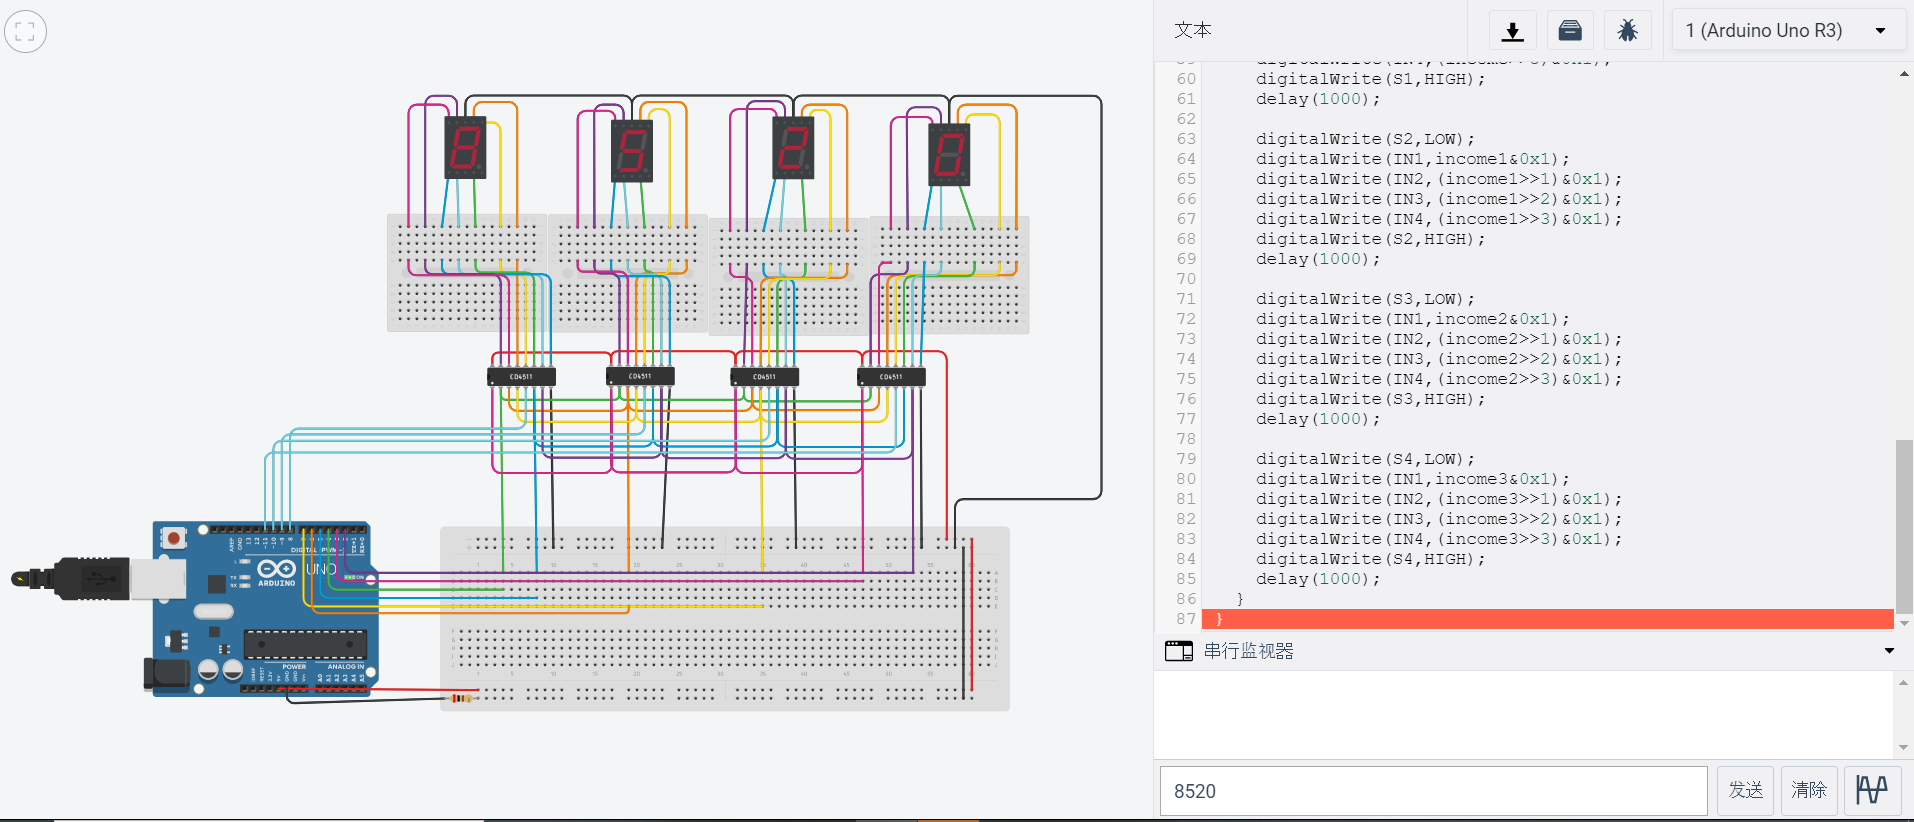 文本
1 (Arduino Uno R3)
60 digitalWrite(S1,HIGH);
61 delay(1000);
62
63 digitalWrite(S2,LOW);
64 digitalWrite(IN1,income1&0x1);
65 digitalWrite(IN2,(income1>>1)&0x1);
66 digitalWrite(IN3,(income1>>2)&0x1);
67 digitalWrite(IN4,(income1>>3)&0x1);
68 digitalWrite(S2,HIGH);
69 delay(1000);
70
71 digitalWrite(S3,LOW);
72 digitalWrite(IN1,income2&0x1);
73 digitalWrite(IN2,(income2>>1)&0x1);
74 digitalWrite(IN3,(income2>>2)&0x1);
75 digitalWrite(IN4,(income2>>3)&0x1);
76 digitalWrite(S3,HIGH);
77 delay(1000);
78
79 digitalWrite(S4,LOW);
80 digitalWrite(IN1,income3&0x1);
81 digitalWrite(IN2,(income3>>1)&0x1);
82 digitalWrite(IN3,(income3>>2)&0x1);
83 digitalWrite(IN4,(income3>>3)&0x1);
84 digitalWrite(S4,HIGH);
85 delay(1000);
86 }
87 }
串行监视器
8520
发送
清除
8 5 2 0
CD4511 CD4511 CD4511 CD4511
UNO
ARDUINO
POWER
ANALOG IN